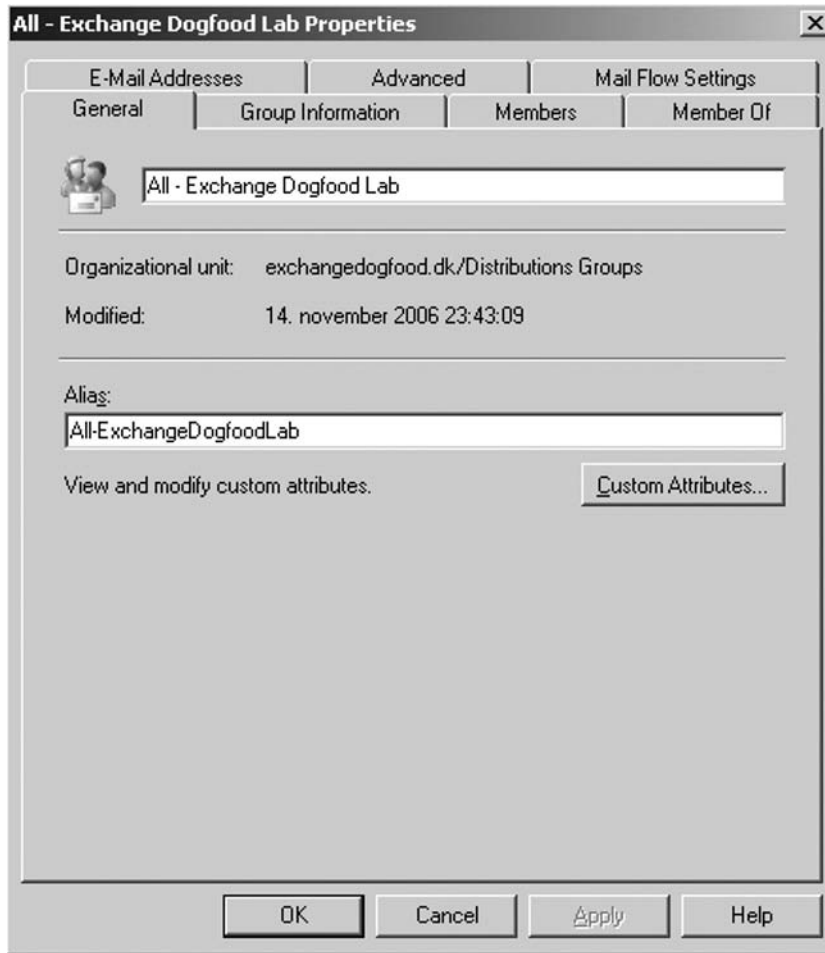 All - Exchange Dogfood Lab Properties
E-Mail Addresses Advanced Mail Flow Settings
General Group Information Members Member Of
All - Exchange Dogfood Lab
Organizational unit: exchangedogfood.dk/Distributions Groups
Modified: 14. november 2006 23:43:09
Alias:
All-ExchangeDogfoodLab
View and modify custom attributes. Custom Attributes...
OK Cancel Apply Help